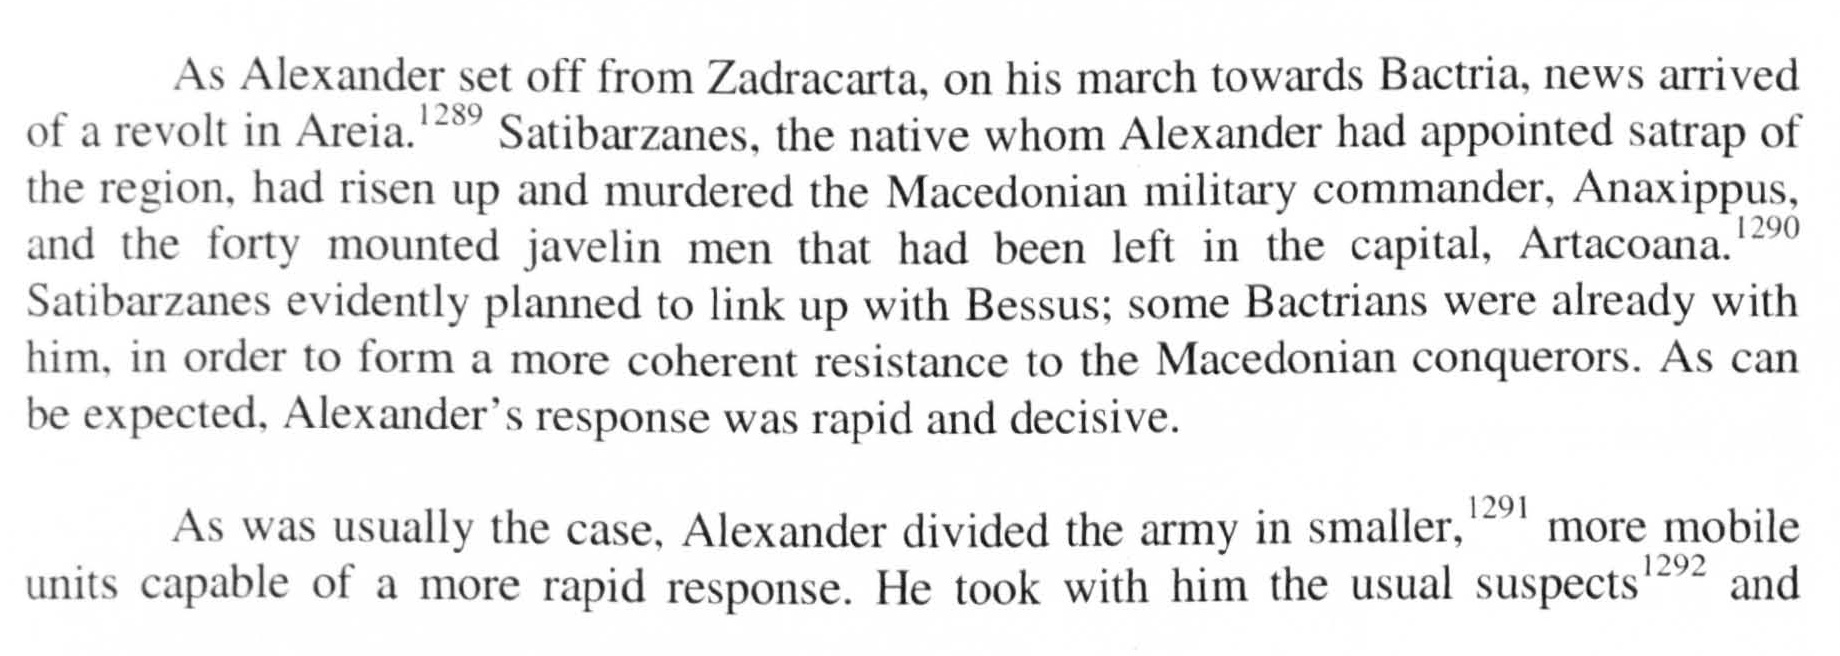 As Alexander set off from Zadracarta, on his march towards Bactria, news arrived
of a revolt in Areia.1289 Satibarzanes, the native whom Alexander had appointed satrap of
the region, had risen up and murdered the Macedonian military commander, Anaxippus,
and the forty mounted javelin men that had been left in the capital, Artacoana.1290
Satibarzanes evidently planned to link up with Bessus; some Bactrians were already with
him, in order to form a more coherent resistance to the Macedonian conquerors. As can
be expected, Alexander's response was rapid and decisive.
As was usually the case, Alexander divided the army in smaller,1291 more mobile
units capable of a more rapid response. He took with him the usual suspects1292 and